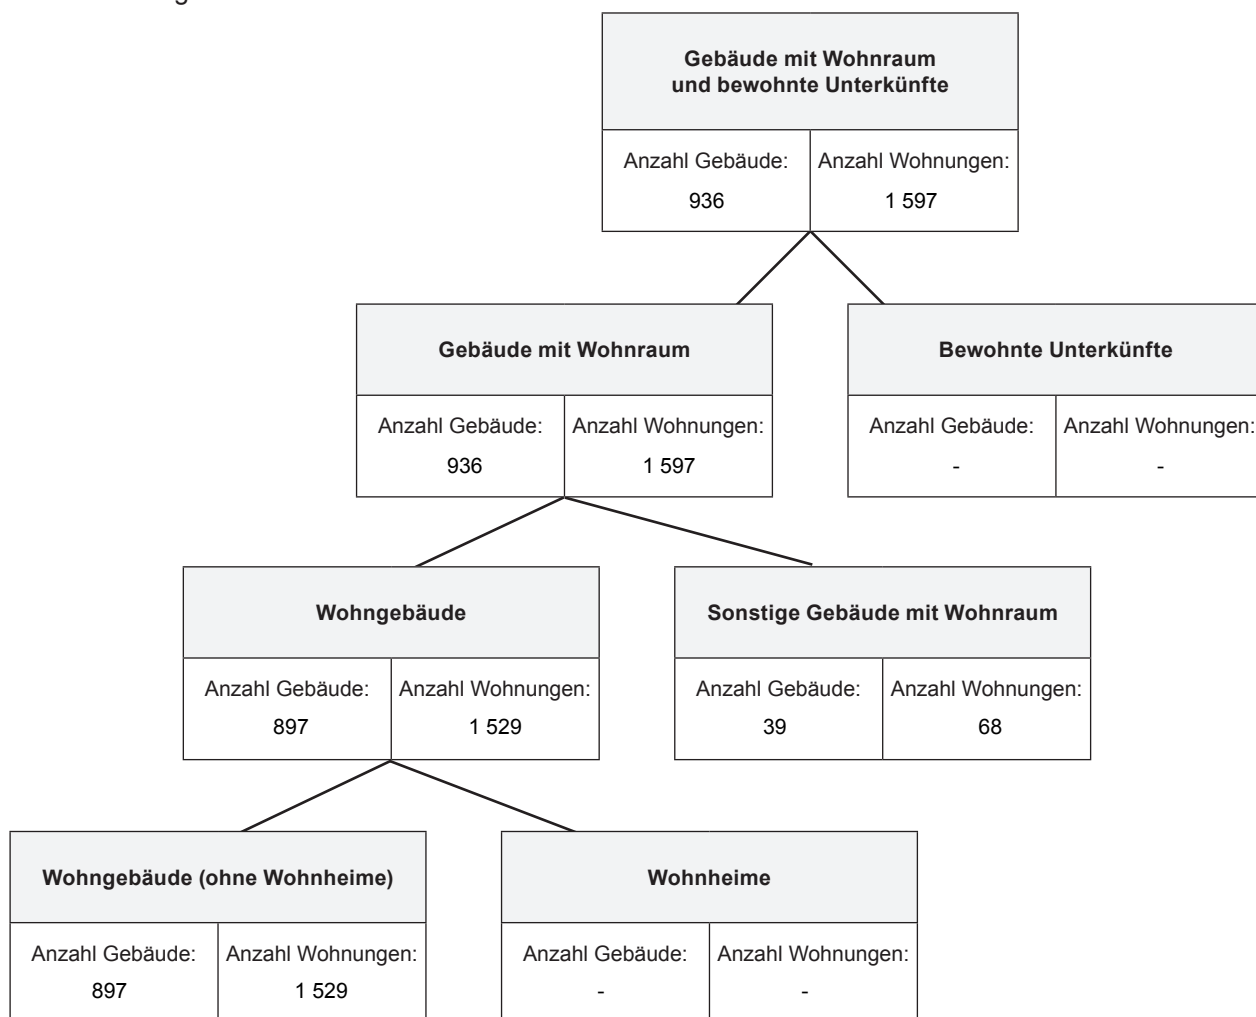 Gebäude mit Wohnraum
und bewohnte Unterkünfte
Anzahl Gebäude: Anzahl Wohnungen:
936 1 597
Gebäude mit Wohnraum
Bewohnte Unterkünfte
Anzahl Gebäude: Anzahl Wohnungen:
936 1 597
Anzahl Gebäude: Anzahl Wohnungen:
- -
Wohngebäude
Sonstige Gebäude mit Wohnraum
Anzahl Gebäude: Anzahl Wohnungen:
897 1 529
Anzahl Gebäude: Anzahl Wohnungen:
39 68
Wohngebäude (ohne Wohnheime)
Wohnheime
Anzahl Gebäude: Anzahl Wohnungen:
897 1 529
Anzahl Gebäude: Anzahl Wohnungen:
- -